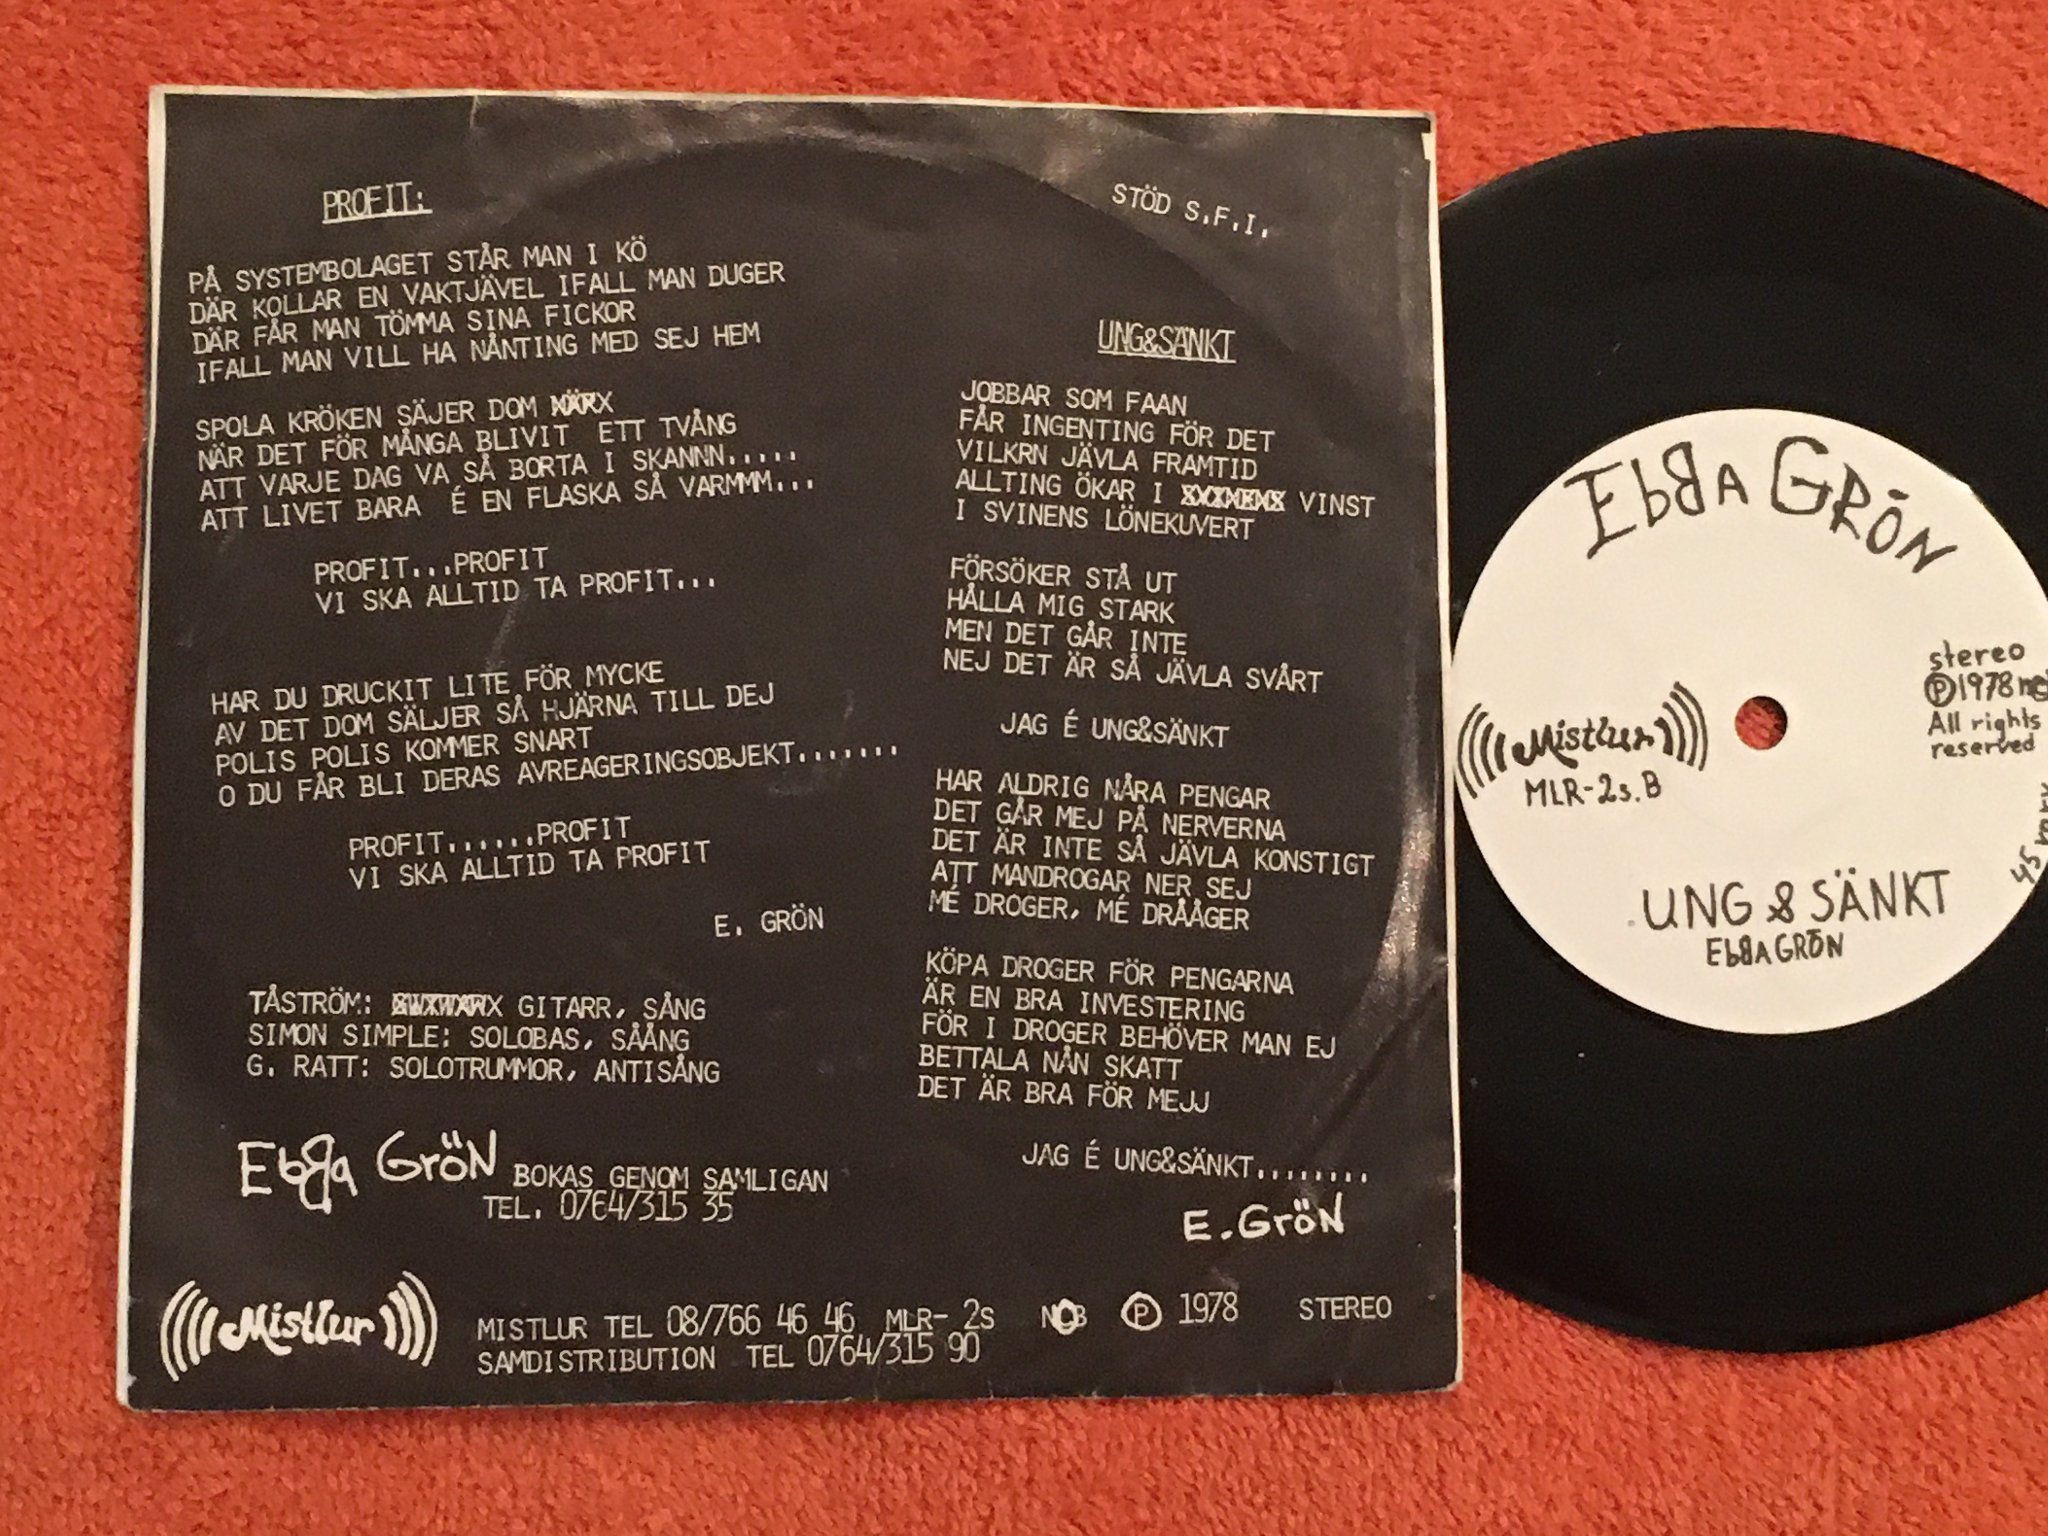 PROFIT:
PÅ SYSTEMBOLAGET STÅR MAN I KÖ
DÄR KOLLAR EN VAKTJÄVEL IFALL MAN DUGER
DÄR FÅR MAN TÖMMA SINA FICKOR
IFALL MAN VILL HA NÅNTING MED SEJ HEM
SPOLA KRÖKEN SÄJER DOM
NÄR DET FÖR MÅNGA BLIVIT ETT TVÅNG
ATT VARJE DAG VA SÅ BORTA I SKANNN.....
ATT LIVET BARA É EN FLASKA SÅ VARMMM...
PROFIT...PROFIT
VI SKA ALLTID TA PROFIT...
HAR DU DRUCKIT LITE FÖR MYCKE
AV DET DOM SÄLJER SÅ HJÄRNA TILL DEJ
POLIS POLIS KOMMER SNART
O DU FÅR BLI DERAS AVREAGERINGSOBJEKT.......
PROFIT......PROFIT
VI SKA ALLTID TA PROFIT
E. GRÖN
TÅSTRÖM: GITARR, SÅNG
SIMON SIMPLE: SOLOBAS, SÅÅNG
G. RATT: SOLOTRUMMOR, ANTISÅNG
EbBa GröN BOKAS GENOM SAMLIGAN
TEL. 0764/315 35
STÖD S.F.I.
UNG&SÄNKT
JOBBAR SOM FAAN
FÅR INGENTING FÖR DET
VILKRN JÄVLA FRAMTID
ALLTING ÖKAR I VINST
I SVINENS LÖNEKUVERT
FÖRSÖKER STÅ UT
HÅLLA MIG STARK
MEN DET GÅR INTE
NEJ DET ÄR SÅ JÄVLA SVÅRT
JAG É UNG&SÄNKT
HAR ALDRIG NÅRA PENGAR
DET GÅR MEJ PÅ NERVERNA
DET ÄR INTE SÅ JÄVLA KONSTIGT
ATT MANDROGAR NER SEJ
MÉ DROGER, MÉ DRÅÅGER
KÖPA DROGER FÖR PENGARNA
ÄR EN BRA INVESTERING
FÖR I DROGER BEHÖVER MAN EJ
BETTALA NÅN SKATT
DET ÄR BRA FÖR MEJJ
JAG É UNG&SÄNKT........
E.GröN
Mistlur
MISTLUR TEL 08/766 46 46 MLR- 2s NCB Ⓟ 1978 STEREO
SAMDISTRIBUTION TEL 0764/315 90
EbBA GRÖN
stereo
Ⓟ1978 ncb
All rights
reserved
Mistlur
MLR-2s.B
45 rpm
UNG & SÄNKT
EbBA GRÖN